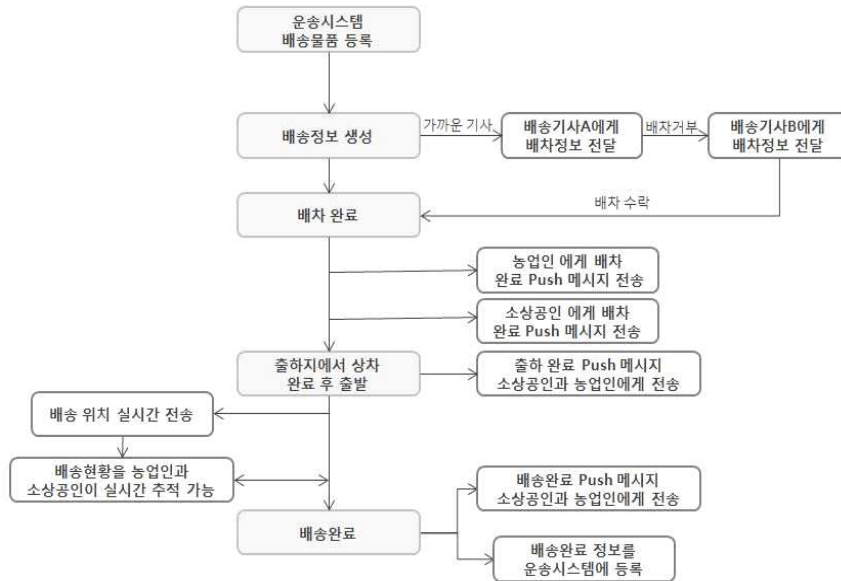 운송시스템
배송물품 등록
배송정보 생성
가까운 기사
배송기사A에게
배차정보 전달
배차거부
배송기사B에게
배차정보 전달
배차 완료
배차 수락
농업인 에게 배차
완료 Push 메시지 전송
소상공인 에게 배차
완료 Push 메시지 전송
출하지에서 상차
완료 후 출발
출하 완료 Push 메시지
소상공인과 농업인에게 전송
배송 위치 실시간 전송
배송현황을 농업인과
소상공인이 실시간 추적 가능
배송완료 Push 메시지
소상공인과 농업인에게 전송
배송완료
배송완료 정보를
운송시스템에 등록